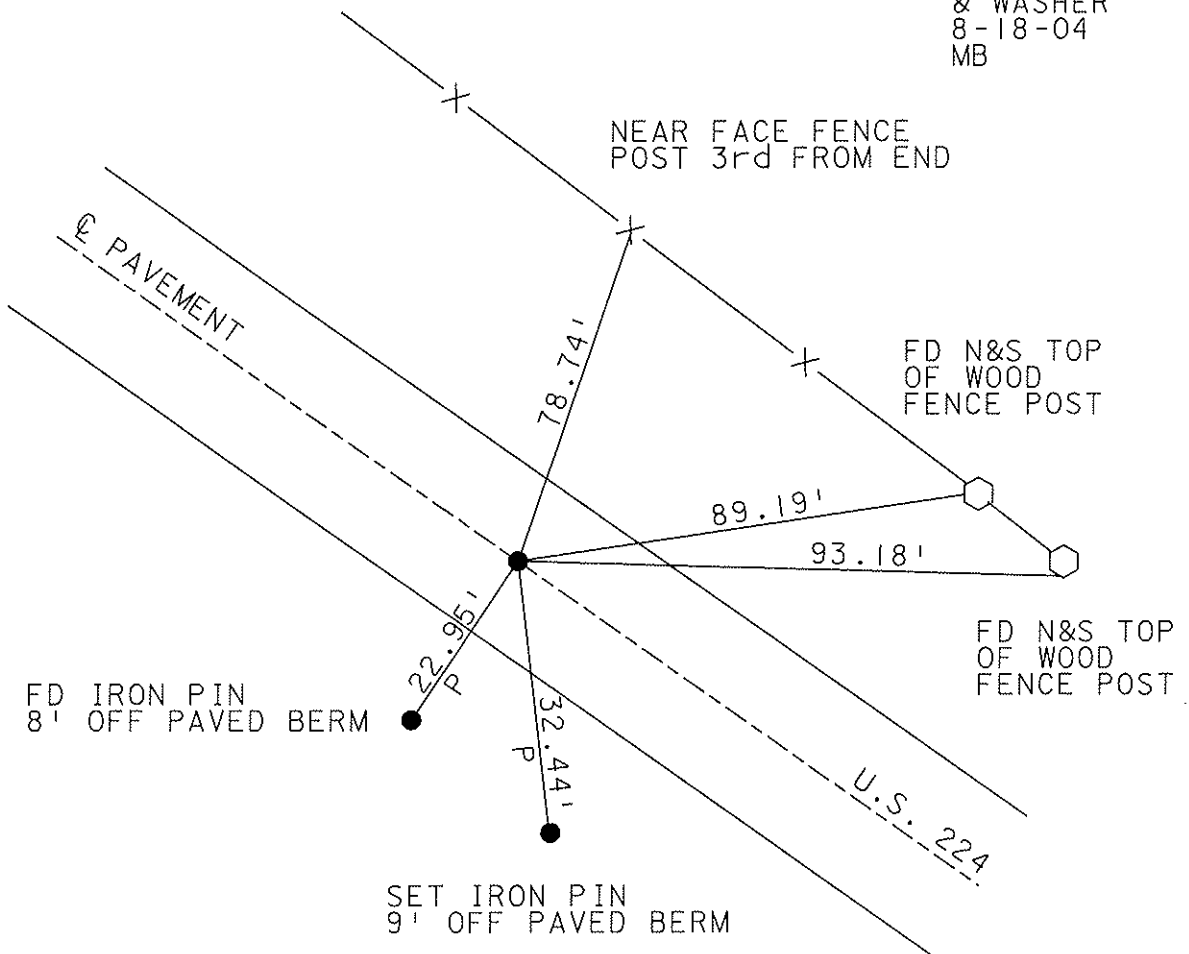 & WASHER
8-18-04
MB
NEAR FACE FENCE
POST 3rd FROM END
℄ PAVEMENT
78.74'
FD N&S TOP
OF WOOD
FENCE POST
89.19'
93.18'
22.95'
P
FD N&S TOP
OF WOOD
FENCE POST
FD IRON PIN
8' OFF PAVED BERM
32.44'
P
U.S. 224
SET IRON PIN
9' OFF PAVED BERM